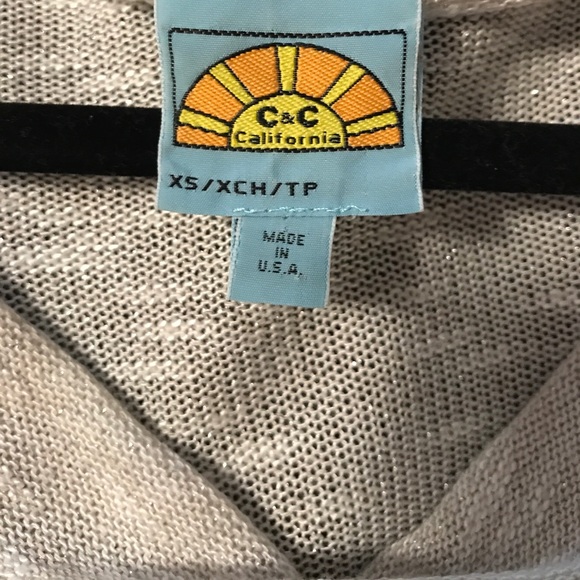 C&C
California
XS/XCH/TP
MADE
IN
U.S.A.